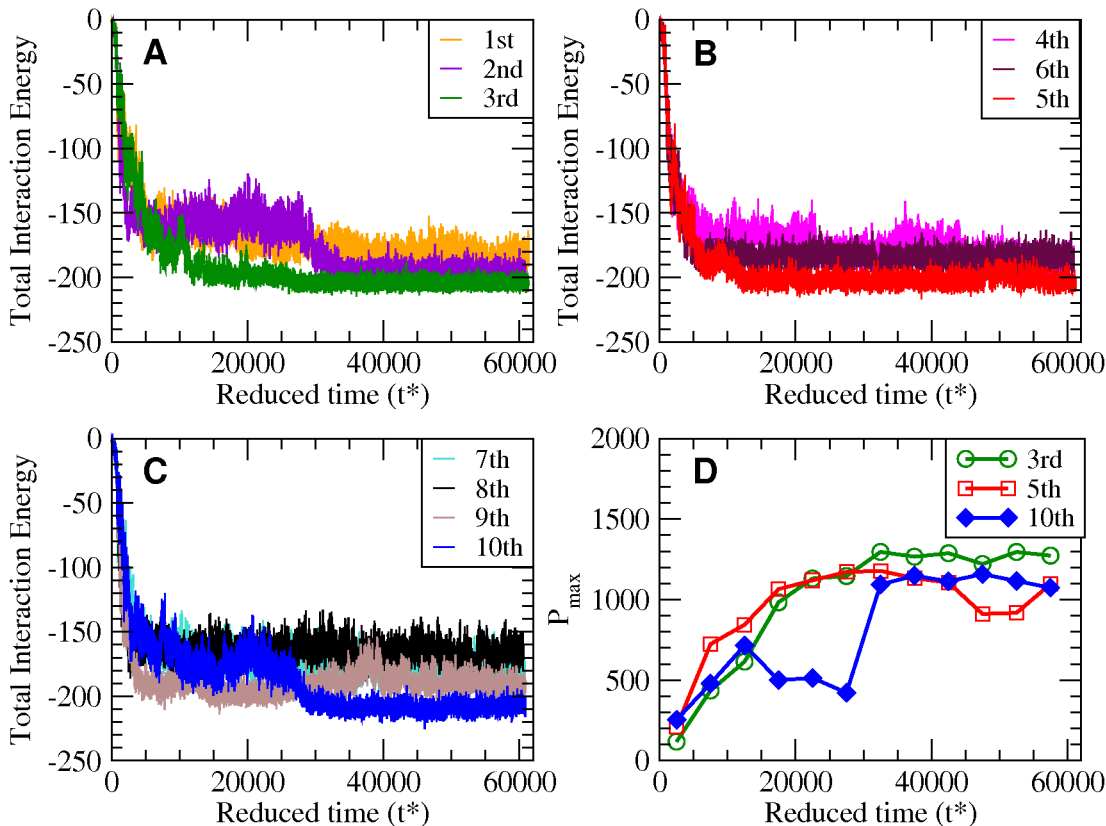 A
1st
2nd
3rd
Total Interaction Energy
0
-50
-100
-150
-200
-250
0
20000
40000
60000
Reduced time (t*)
B
4th
6th
5th
Total Interaction Energy
0
-50
-100
-150
-200
-250
0
20000
40000
60000
Reduced time (t*)
C
7th
8th
9th
10th
Total Interaction Energy
0
-50
-100
-150
-200
-250
0
20000
40000
60000
Reduced time (t*)
D
3rd
5th
10th
P_max
2000
1500
1000
500
0
0
20000
40000
60000
Reduced time (t*)